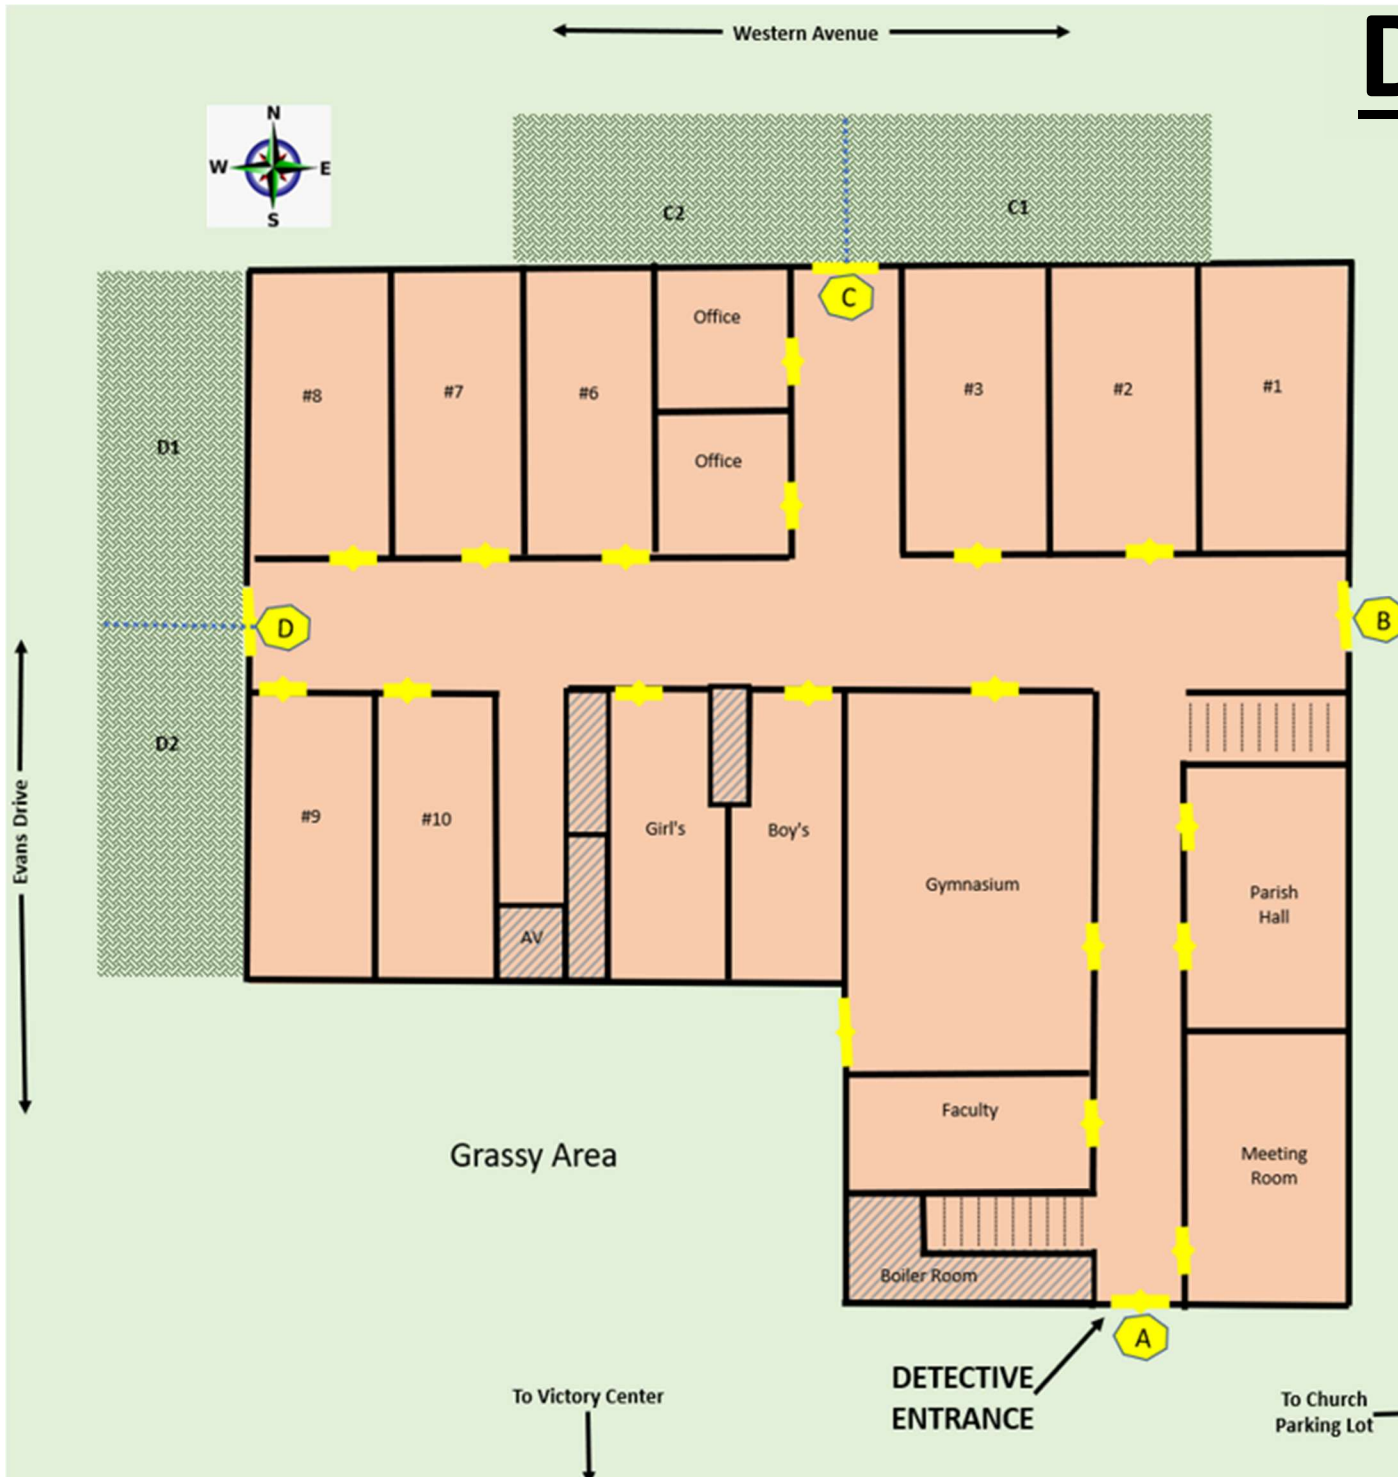 Western Avenue
D
N
W E
S
C2
C1
C
Office
#8
#7
#6
#3
#2
#1
D1
Office
D
B
D2
Evans Drive
#9
#10
Girl's
Boy's
Gymnasium
Parish
Hall
AV
Faculty
Grassy Area
Meeting
Room
Boiler Room
A
DETECTIVE
ENTRANCE
To Victory Center
To Church
Parking Lot